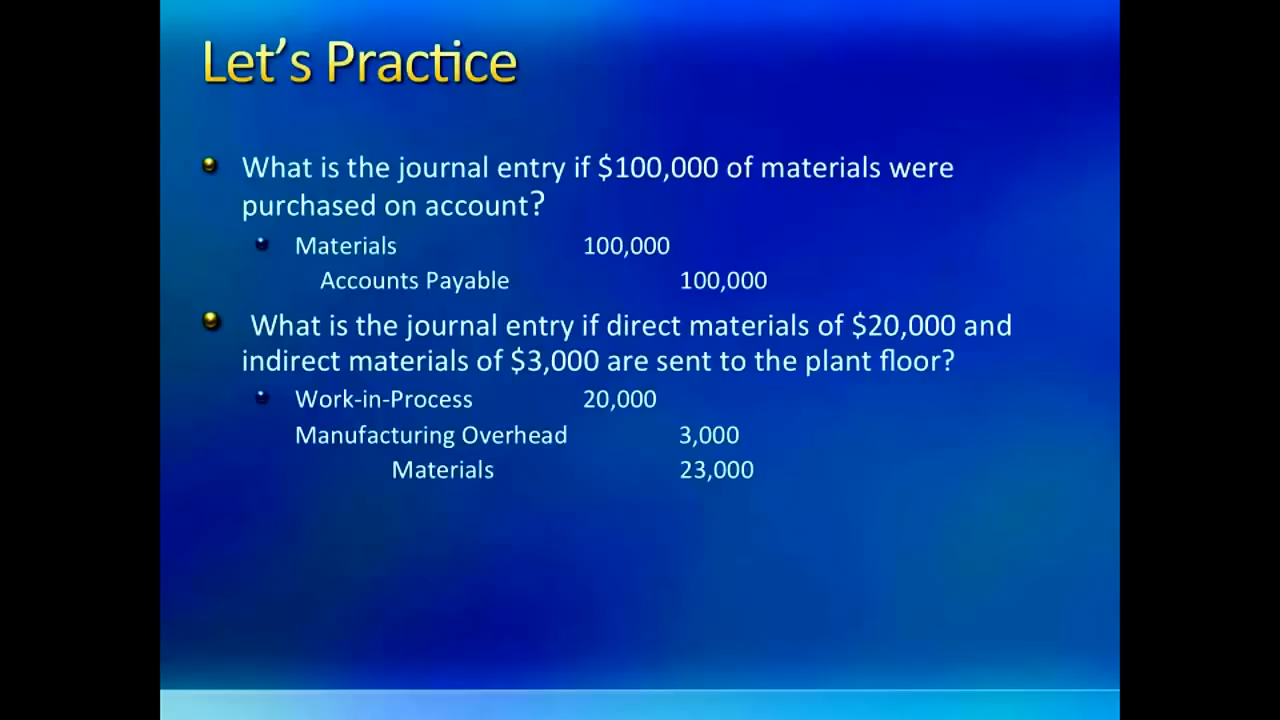 Let's Practice
What is the journal entry if $100,000 of materials were
purchased on account?
Materials 100,000
Accounts Payable 100,000
What is the journal entry if direct materials of $20,000 and
indirect materials of $3,000 are sent to the plant floor?
Work-in-Process 20,000
Manufacturing Overhead 3,000
Materials 23,000